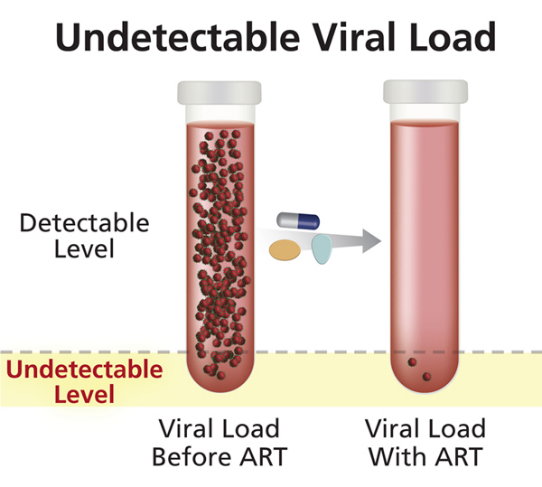 Undetectable Viral Load
Detectable
Level
Undetectable
Level
Viral Load
Before ART
Viral Load
With ART